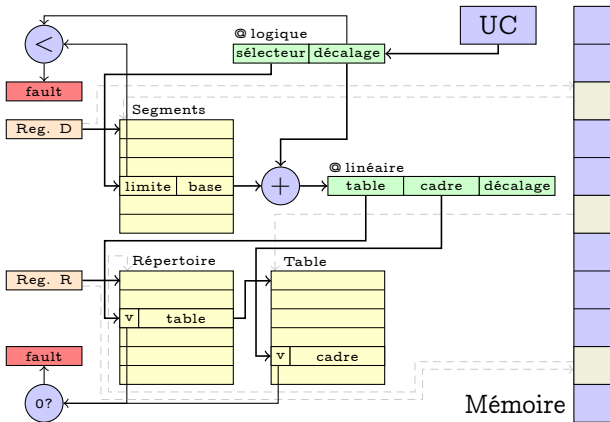 UC
@ logique
<
sélecteur décalage
fault
Segments
Reg. D
@ linéaire
limite base
+
table cadre décalage
Répertoire
Table
Reg. R
v table
fault
v cadre
0?
Mémoire